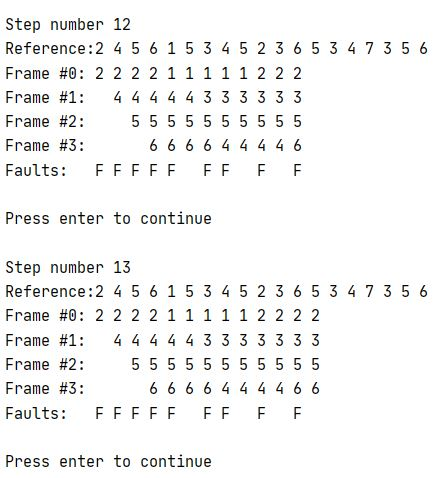 Step number 12
Reference:2 4 5 6 1 5 3 4 5 2 3 6 5 3 4 7 3 5 6
Frame #0: 2 2 2 2 1 1 1 1 1 2 2 2
Frame #1:   4 4 4 4 4 3 3 3 3 3 3
Frame #2:     5 5 5 5 5 5 5 5 5 5
Frame #3:       6 6 6 6 4 4 4 4 6
Faults:   F F F F F   F F   F   F
Press enter to continue
Step number 13
Reference:2 4 5 6 1 5 3 4 5 2 3 6 5 3 4 7 3 5 6
Frame #0: 2 2 2 2 1 1 1 1 1 2 2 2 2
Frame #1:   4 4 4 4 4 3 3 3 3 3 3 3
Frame #2:     5 5 5 5 5 5 5 5 5 5 5
Frame #3:       6 6 6 6 4 4 4 4 6 6
Faults:   F F F F F   F F   F   F
Press enter to continue